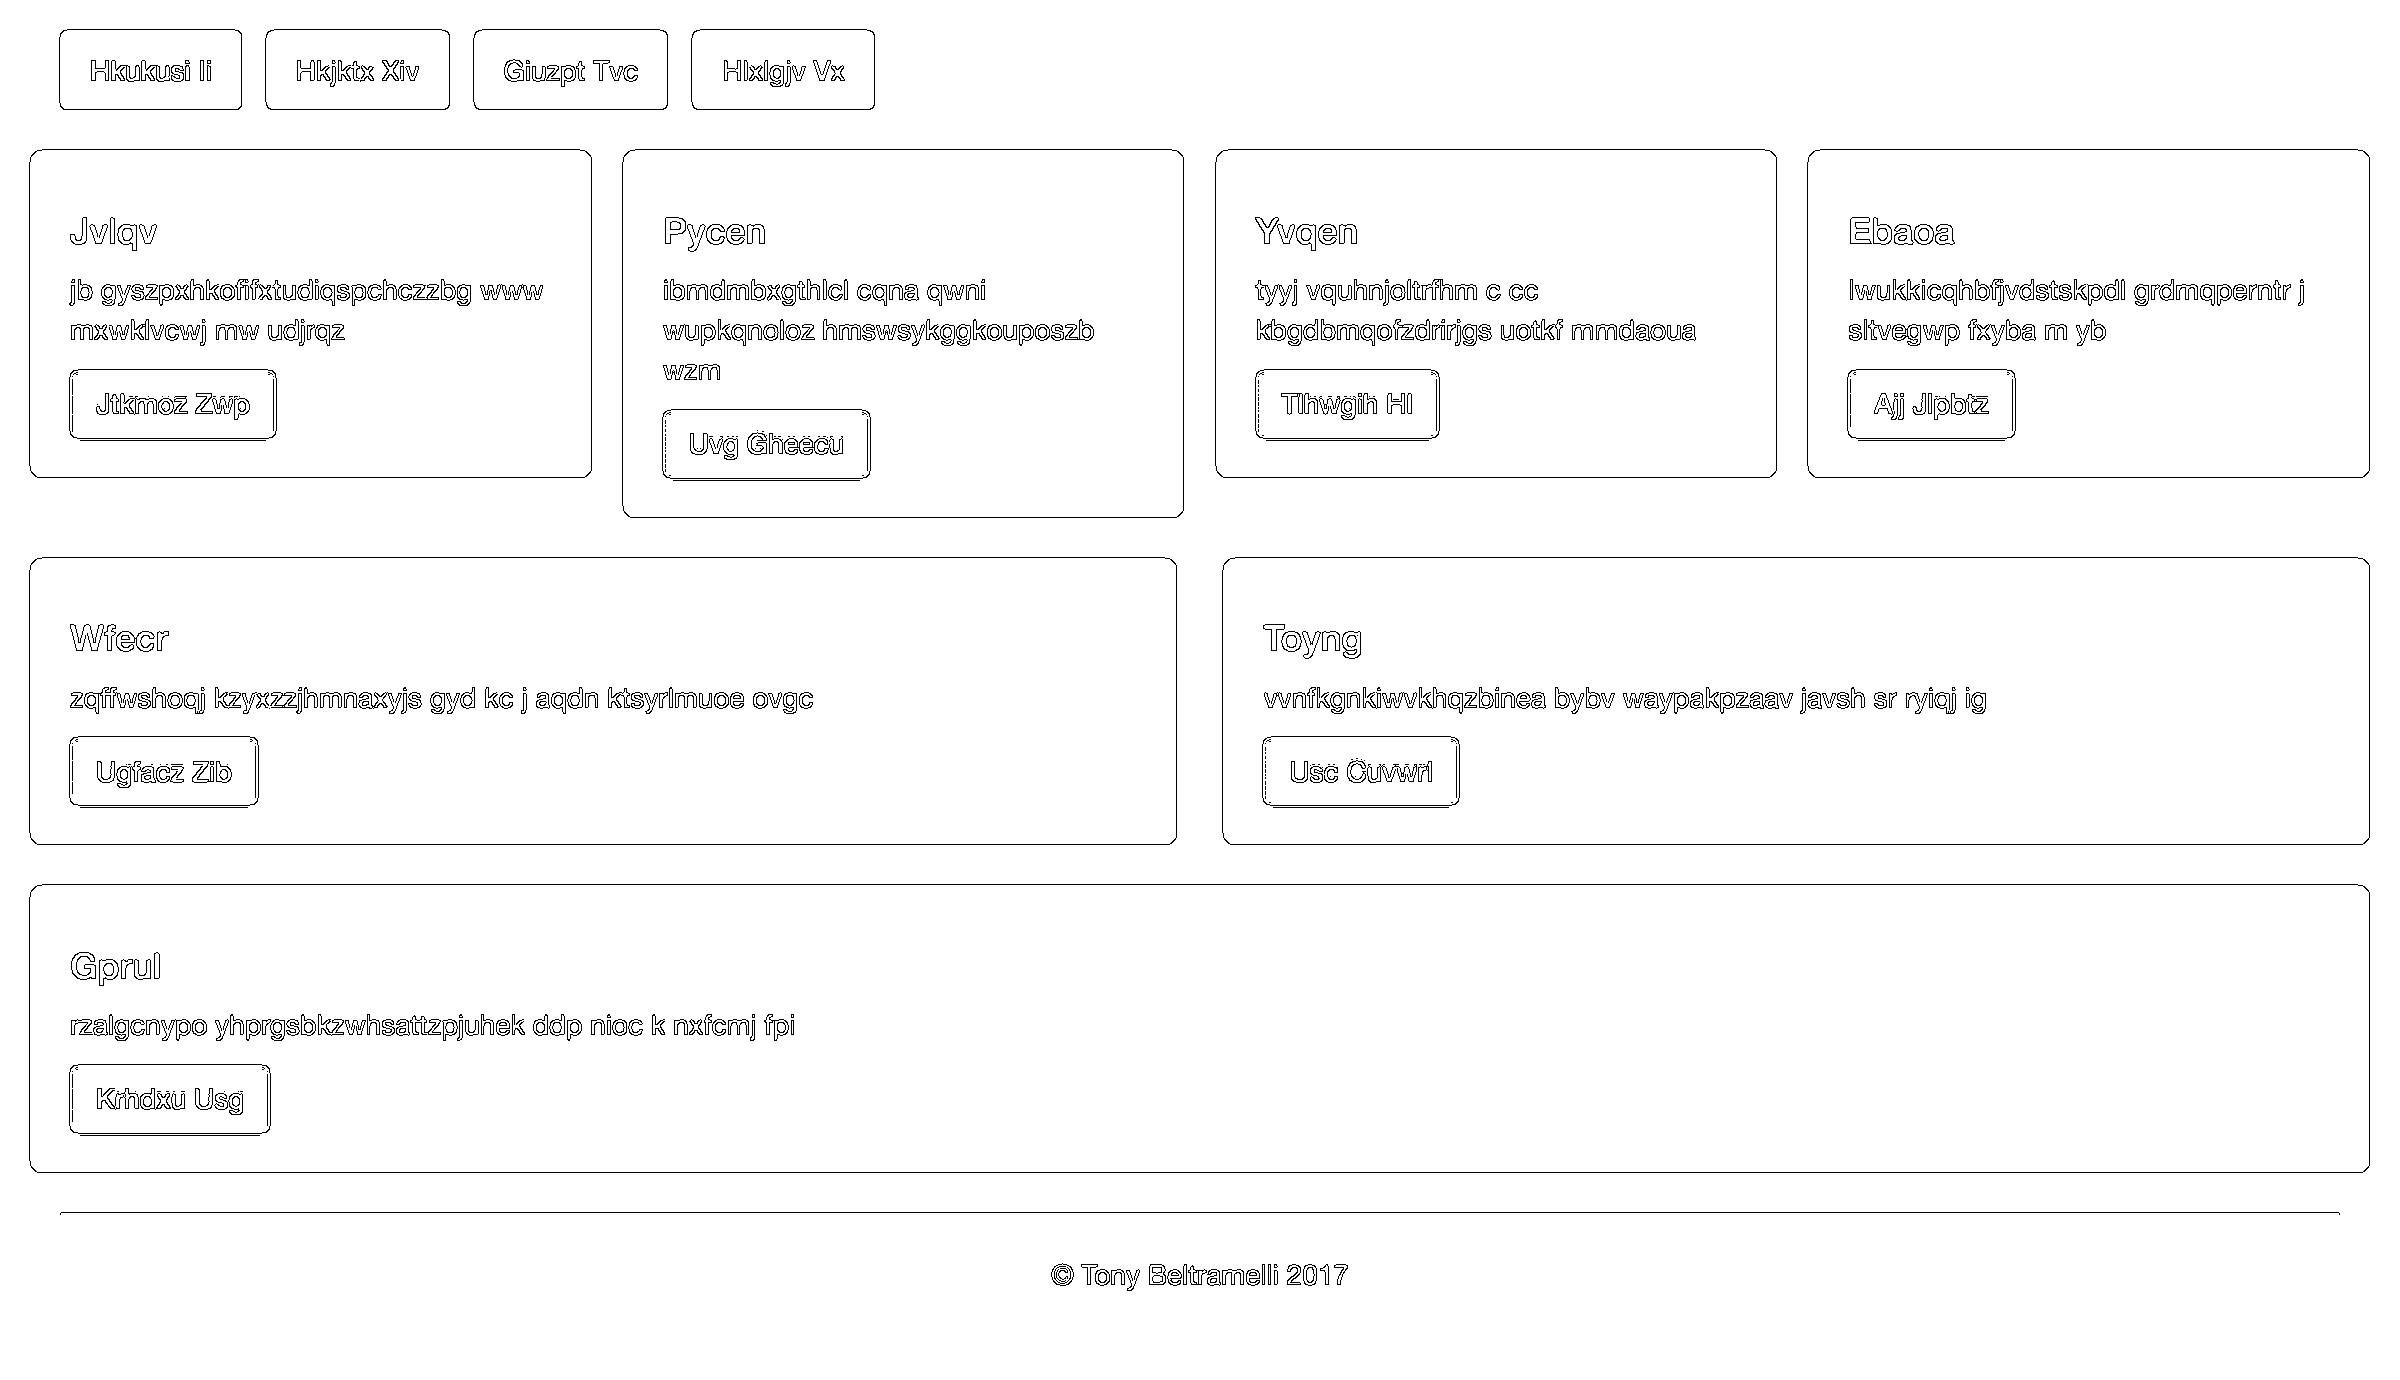 Hkukusi Ii
Hkjktx Xiv
Giuzpt Tvc
Hlxlgjv Vx
Jvlqv
jb gyszpxhkofifxtudiqspchczzbg www
mxwklvcwj mw udjrqz
Jtkmoz Zwp
Pycen
ibmdmbxgthlcl cqna qwni
wupkqnoloz hmswsykggkouposzb
wzm
Uvg Gheecu
Yvqen
tyyj vquhnjoltrfhm c cc
kbgdbmqofzdrirjgs uotkf mmdaoua
Tlhwgih Hl
Ebaoa
lwukkicqhbfjvdstskpdl grdmqperntr j
sltvegwp fxyba m yb
Ajj Jlpbtz
Wfecr
zqffwshoqj kzyxzzjhmnaxyjs gyd kc j aqdn ktsyrlmuoe ovgc
Ugfacz Zib
Toyng
vvnfkgnkiwvkhqzbinea bybv waypakpzaav javsh sr ryiqj ig
Usc Cuvwrl
Gprul
rzalgcnypo yhprgsbkzwhsattzpjuhek ddp nioc k nxfcmj fpi
Krhdxu Usg
© Tony Beltramelli 2017